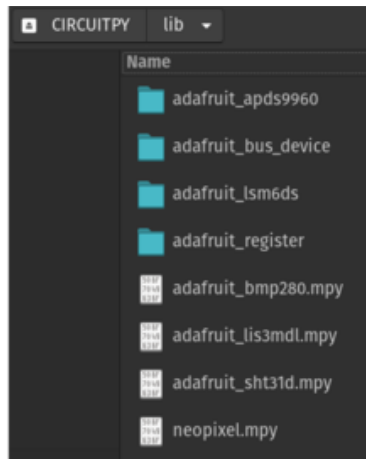 CIRCUITPY lib
Name
adafruit_apds9960
adafruit_bus_device
adafruit_lsm6ds
adafruit_register
adafruit_bmp280.mpy
adafruit_lis3mdl.mpy
adafruit_sht31d.mpy
neopixel.mpy